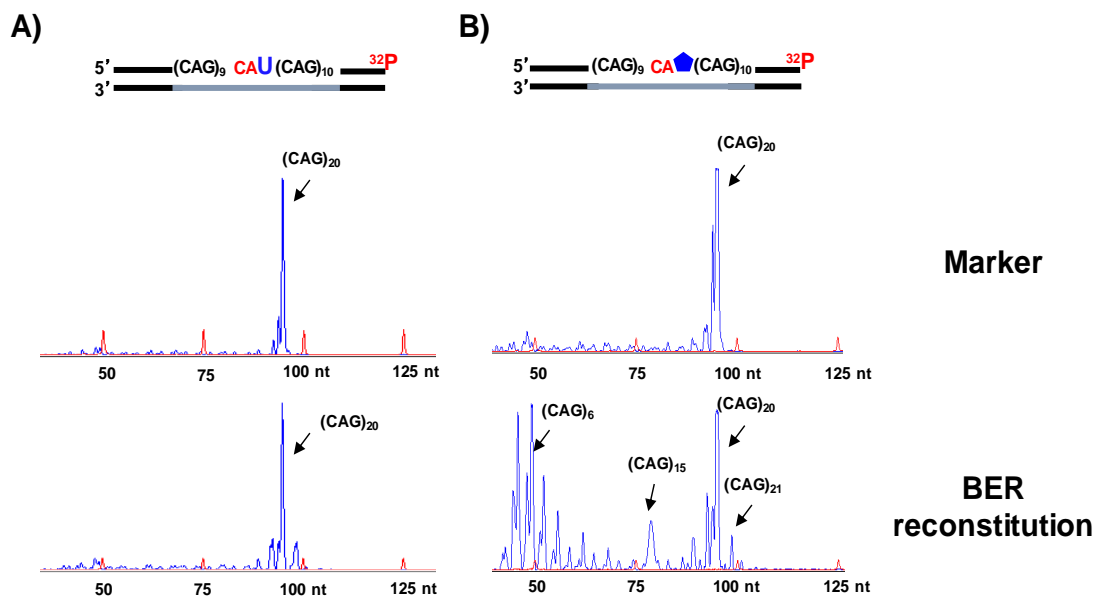 A)
5’ (CAG)9 CAU (CAG)10 32P
3’
(CAG)20
50 75 100 nt 125 nt
(CAG)20
50 75 100 nt 125 nt
B)
5’ (CAG)9 CA (CAG)10 32P
3’
(CAG)20
50 75 100 nt 125 nt
(CAG)6
(CAG)15
(CAG)20
(CAG)21
50 75 100 nt 125 nt
Marker
BER
reconstitution